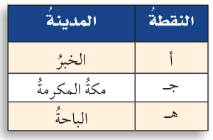 النقطةُ المدينةُ
أ الخبرُ
جـ مكةُ المكرمةُ
هـ الباحةُ